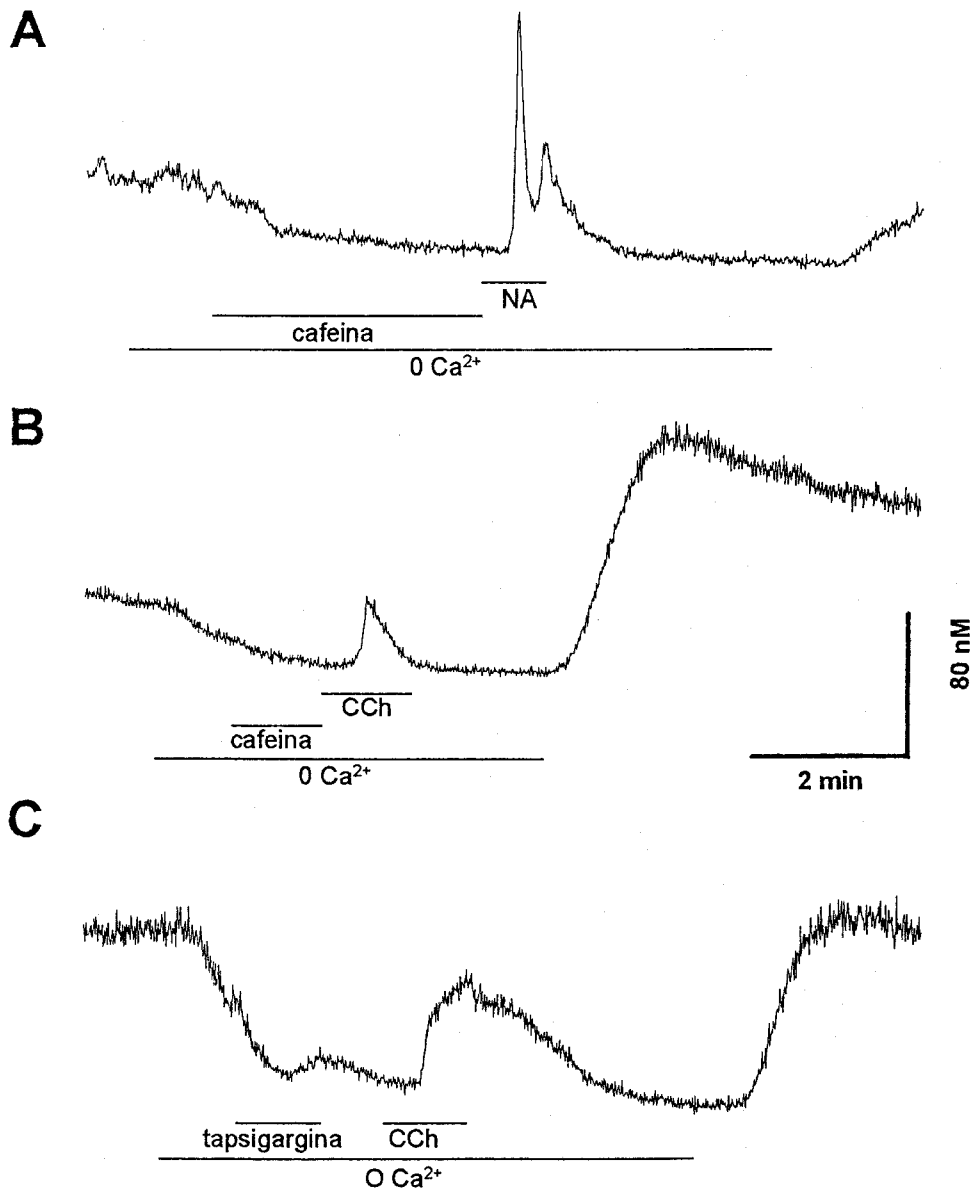 A
NA
cafeina
0 Ca²⁺
B
80 nM
CCh
cafeina
2 min
0 Ca²⁺
C
tapsigargina CCh
O Ca²⁺